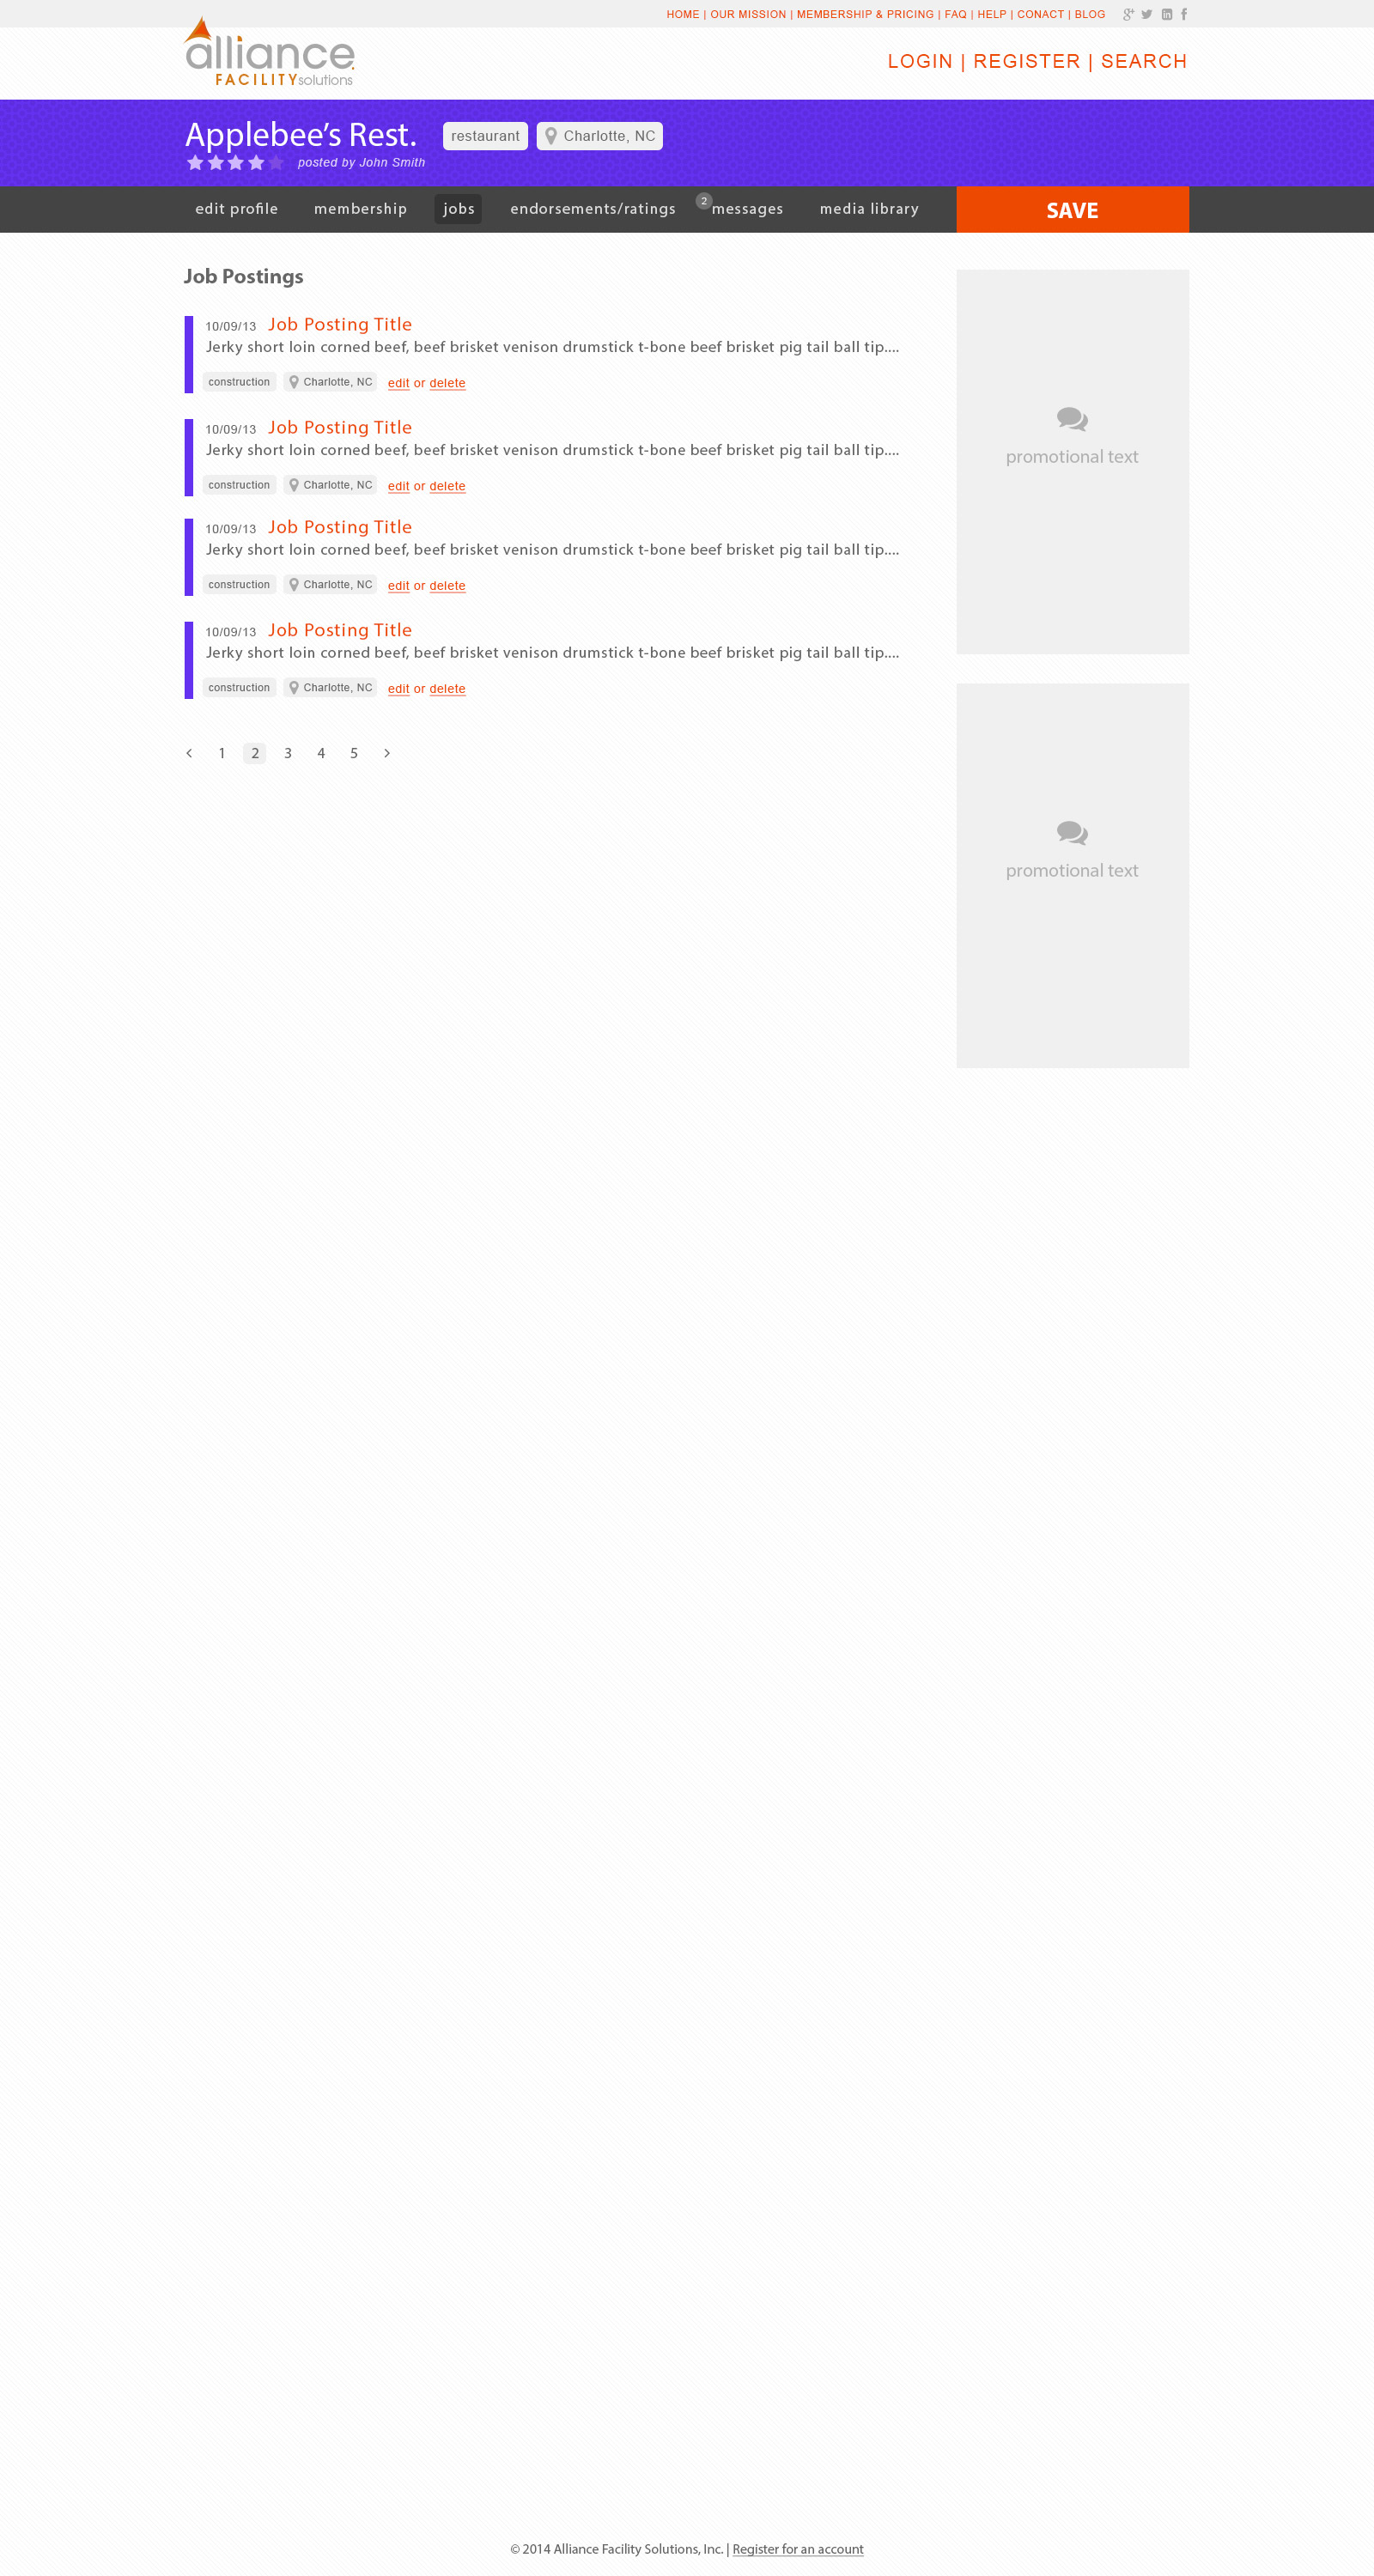 HOME | OUR MISSION | MEMBERSHIP & PRICING | FAQ | HELP | CONACT | BLOG
alliance
FACILITYsolutions
LOGIN | REGISTER | SEARCH
Applebee’s Rest.
restaurant
Charlotte, NC
posted by John Smith
edit profile
membership
jobs
endorsements/ratings
2
messages
media library
SAVE
Job Postings
10/09/13 Job Posting Title
Jerky short loin corned beef, beef brisket venison drumstick t-bone beef brisket pig tail ball tip....
construction Charlotte, NC edit or delete
10/09/13 Job Posting Title
Jerky short loin corned beef, beef brisket venison drumstick t-bone beef brisket pig tail ball tip....
construction Charlotte, NC edit or delete
10/09/13 Job Posting Title
Jerky short loin corned beef, beef brisket venison drumstick t-bone beef brisket pig tail ball tip....
construction Charlotte, NC edit or delete
10/09/13 Job Posting Title
Jerky short loin corned beef, beef brisket venison drumstick t-bone beef brisket pig tail ball tip....
construction Charlotte, NC edit or delete
1 2 3 4 5
promotional text
promotional text
© 2014 Alliance Facility Solutions, Inc. | Register for an account